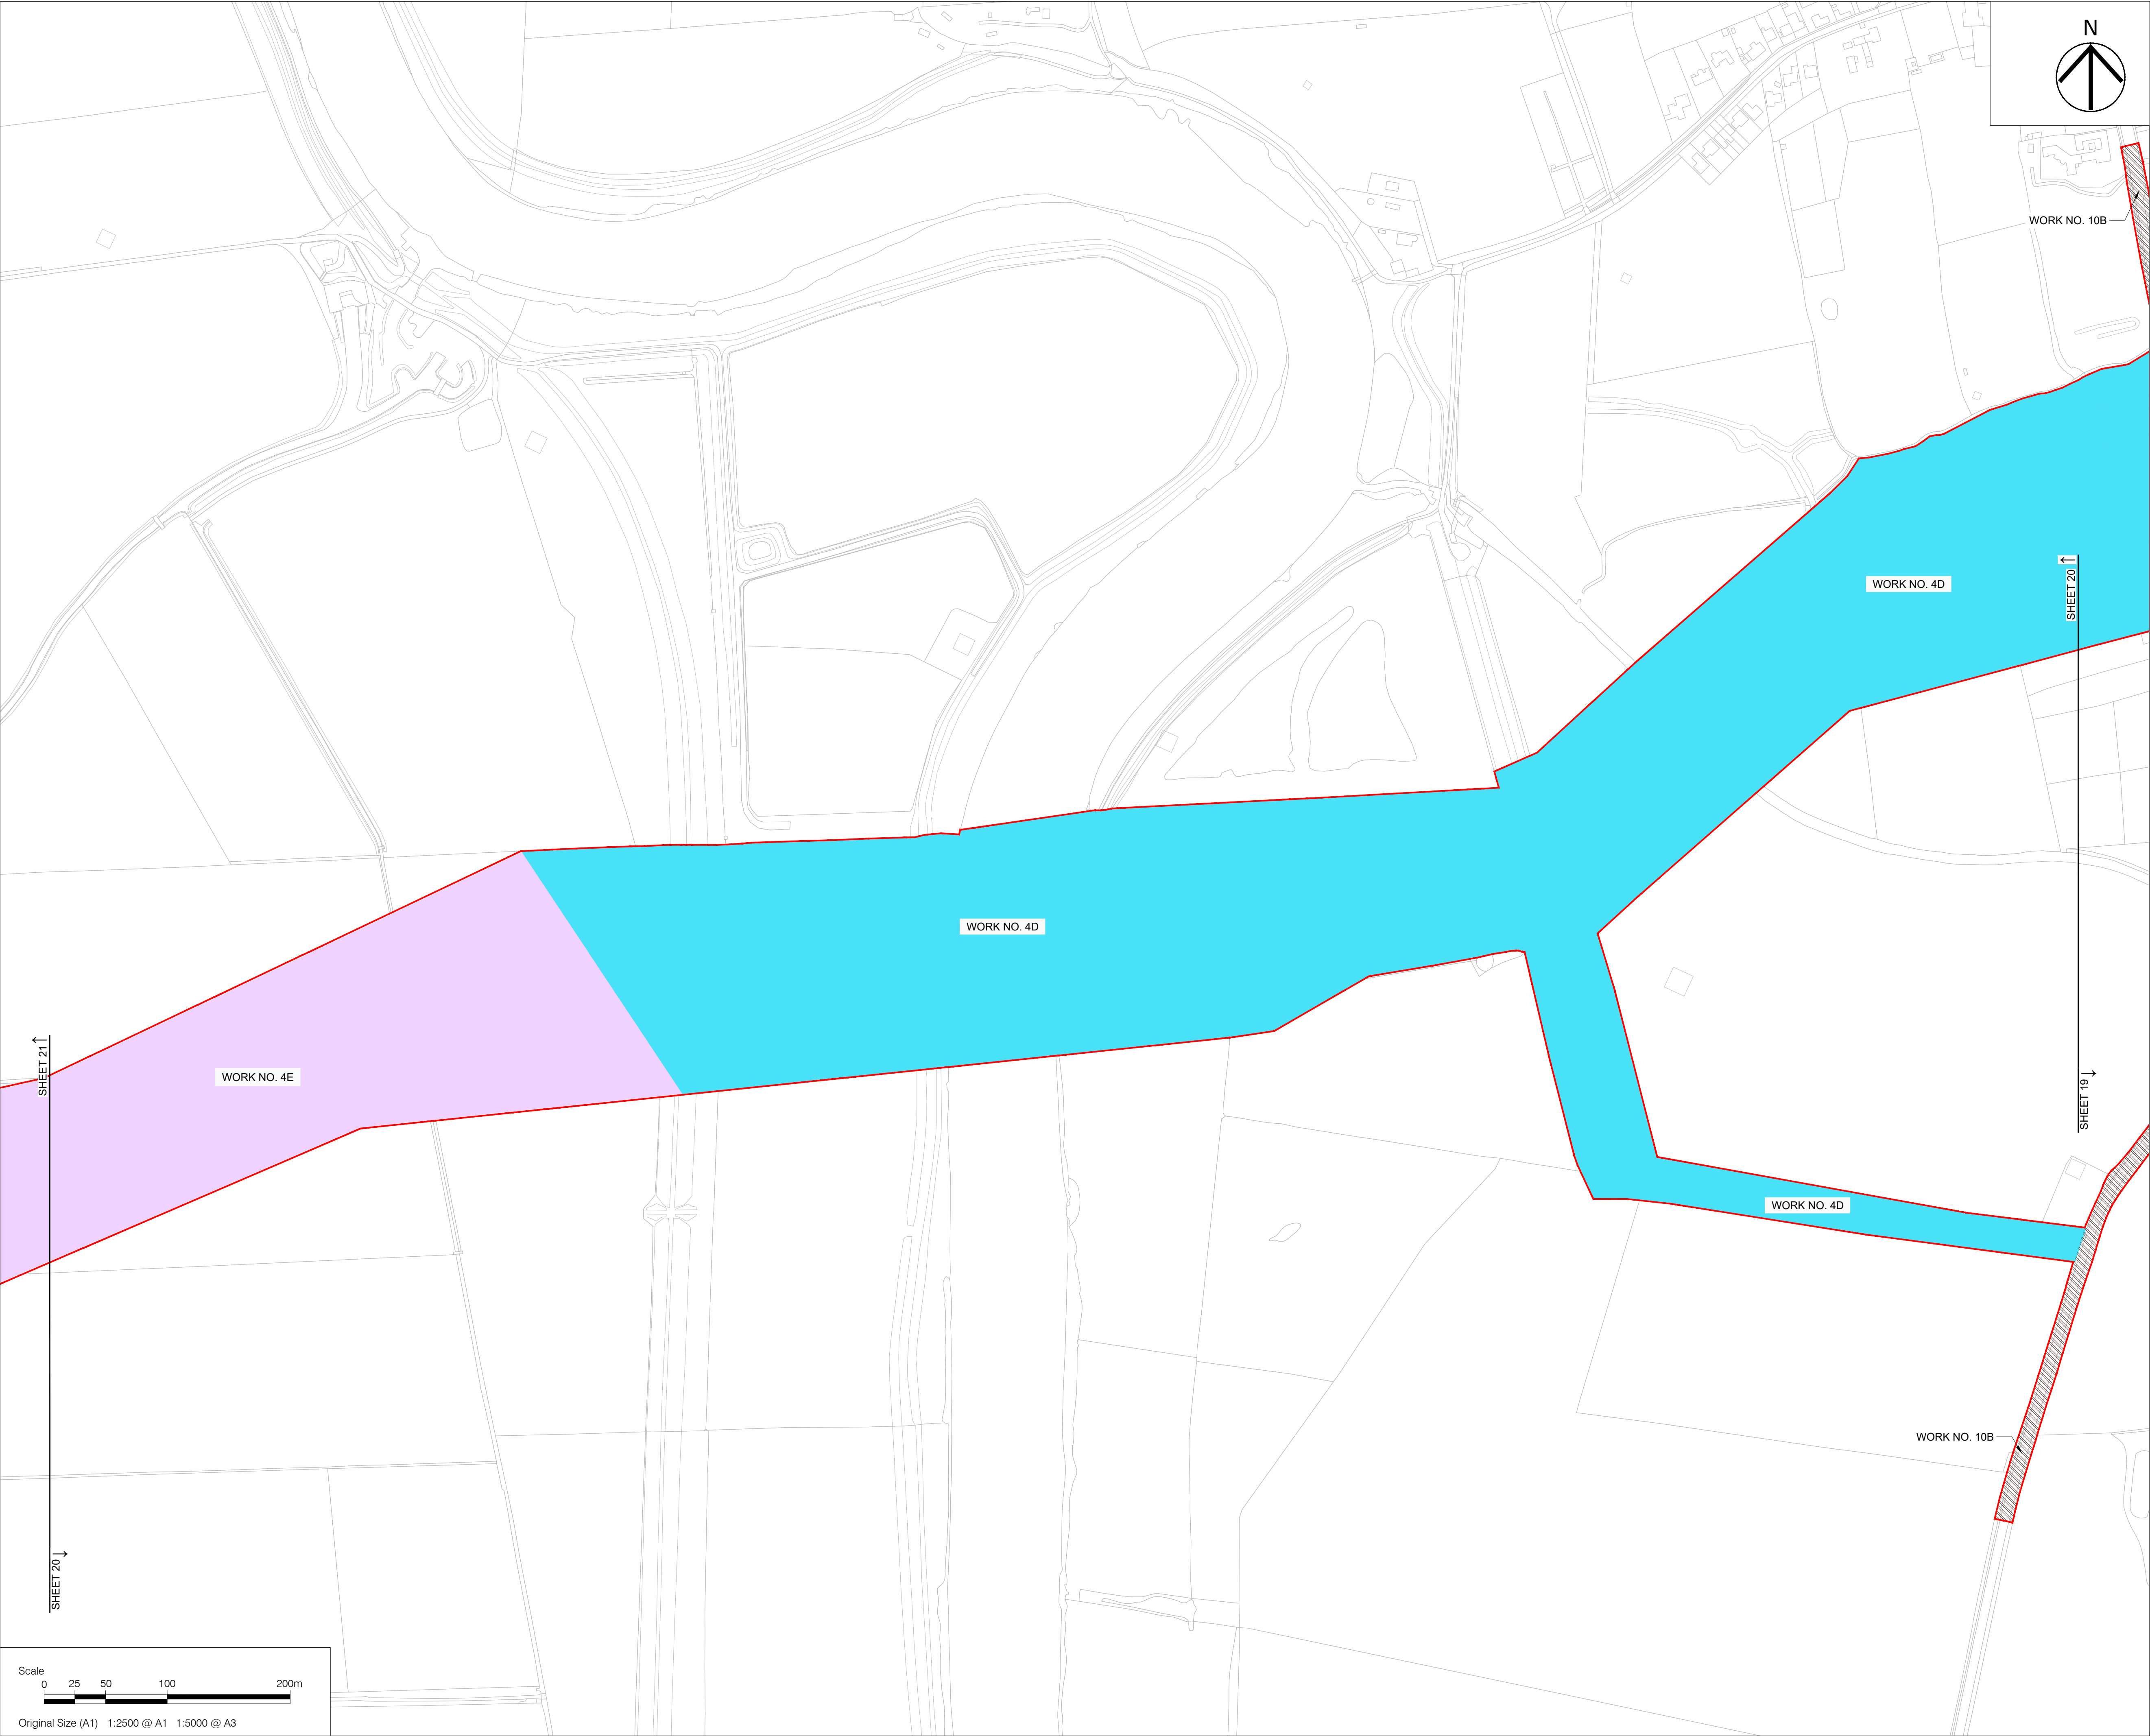 N
WORK NO. 10B
WORK NO. 4D
SHEET 20
WORK NO. 4D
SHEET 21
WORK NO. 4E
SHEET 19
WORK NO. 4D
WORK NO. 10B
SHEET 20
Scale
0 25 50 100 200m
Original Size (A1) 1:2500 @ A1 1:5000 @ A3